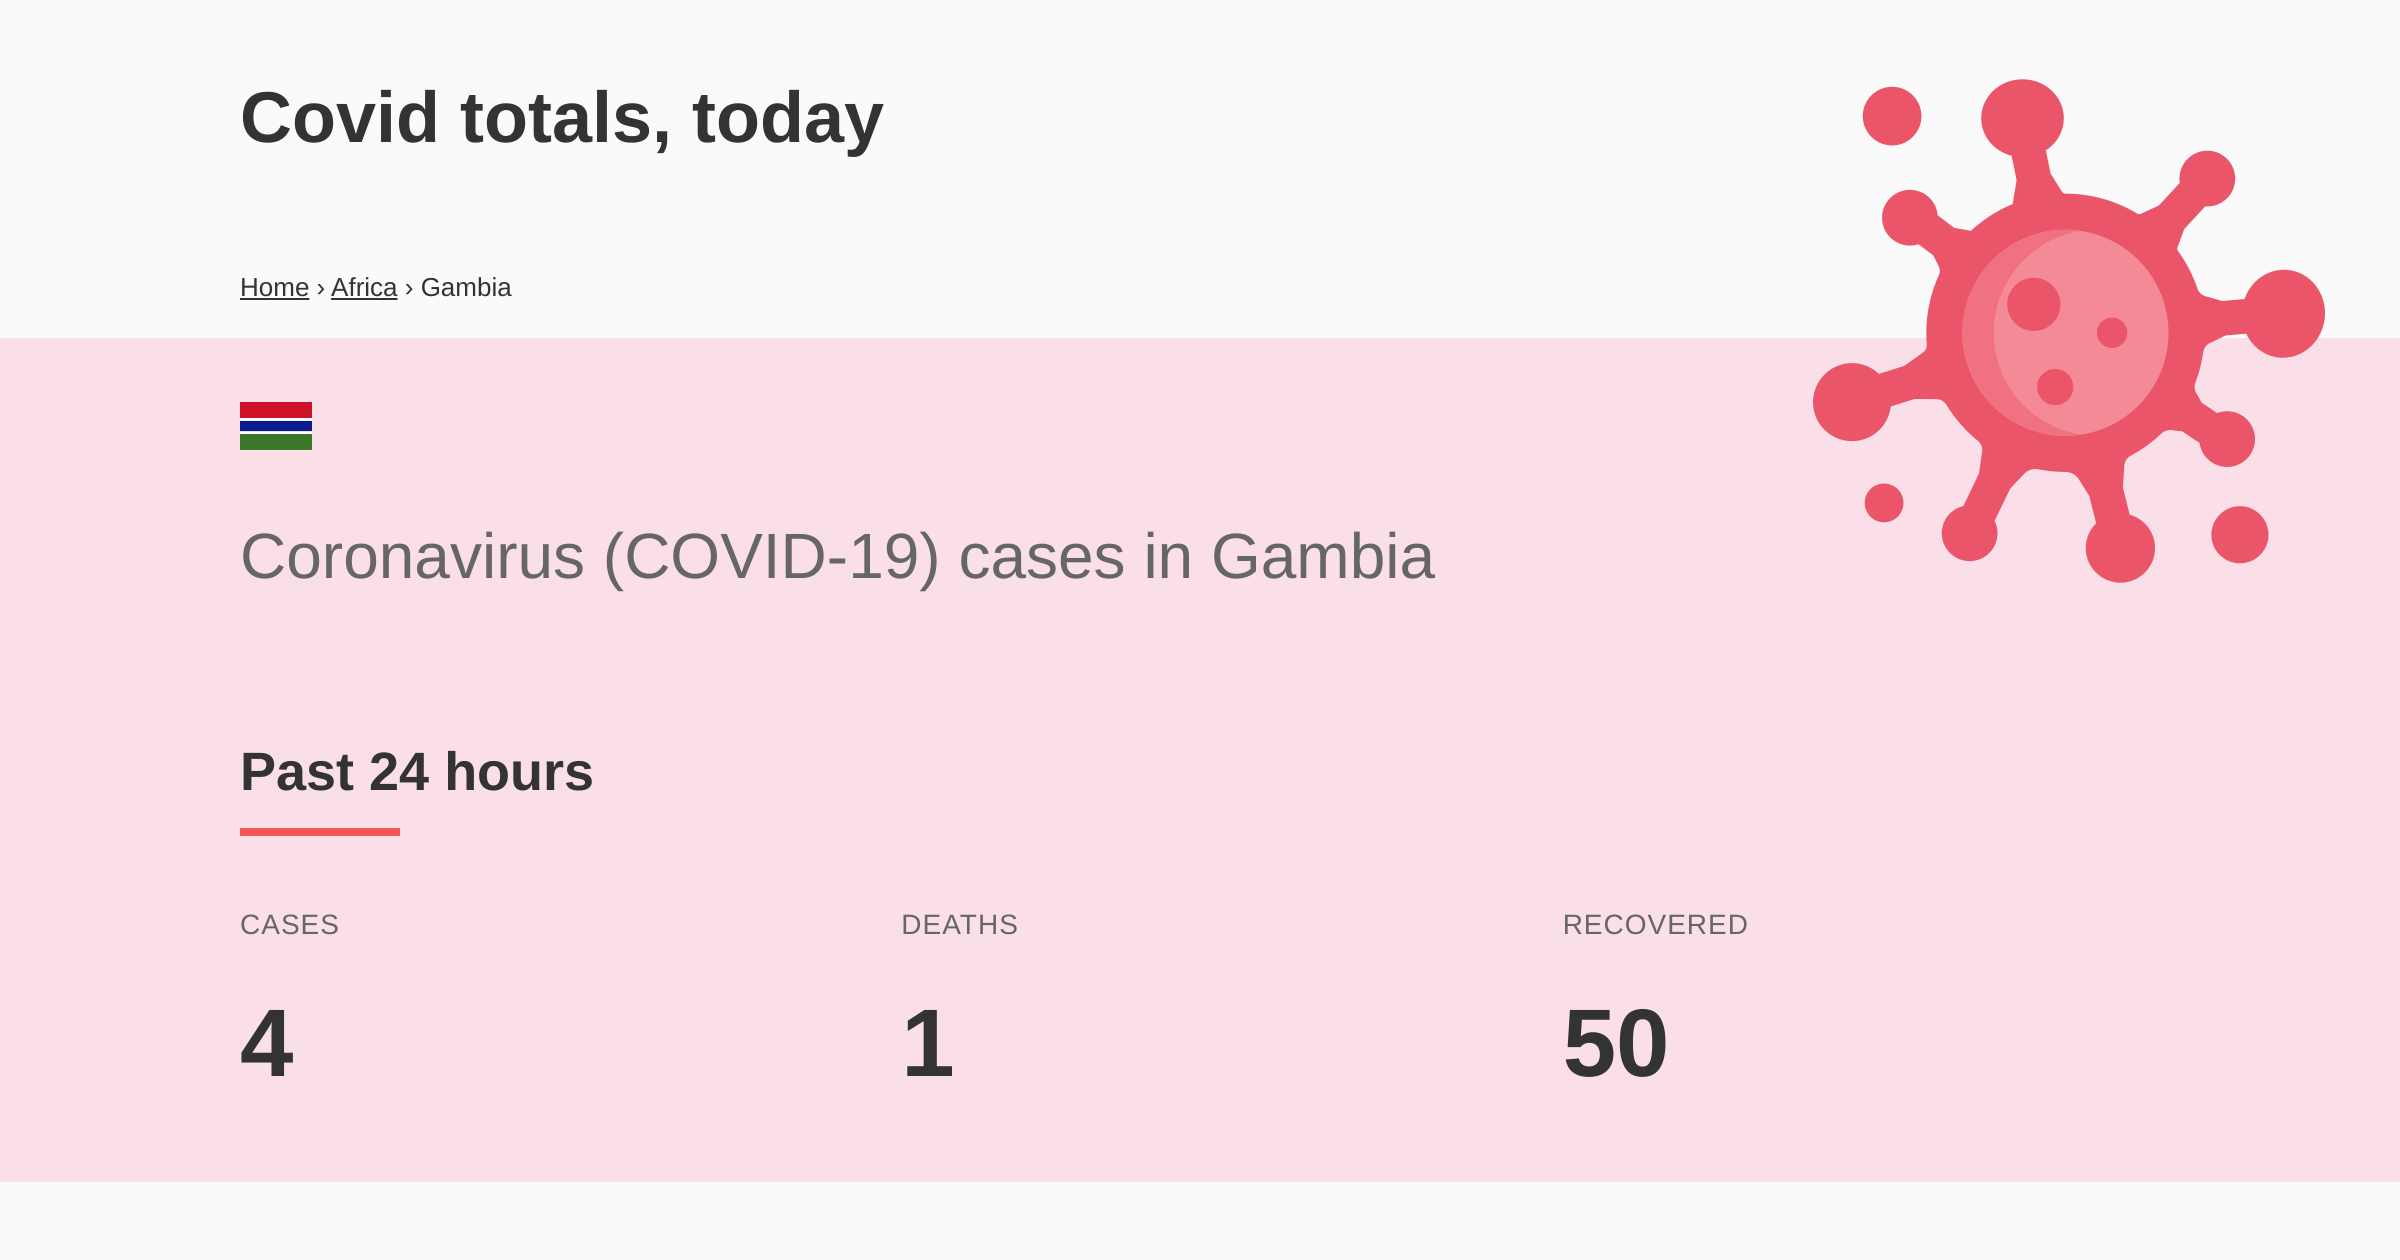 Covid totals, today
Home › Africa › Gambia
Coronavirus (COVID-19) cases in Gambia
Past 24 hours
CASES DEATHS RECOVERED
4 1 50